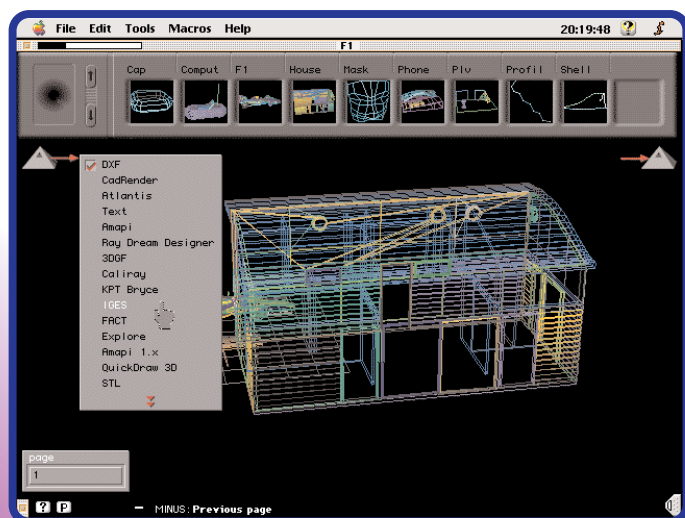 File Edit Tools Macros Help 20:19:48 ?
F1
Cap Comput F1 House Mask Phone Plv Profil Shell
DXF
CadRender
Atlantis
Text
Amapi
Ray Dream Designer
3DGF
Caliray
KPT Bryce
IGES
FACT
Explore
Amapi 1.x
QuickDraw 3D
STL
page
1
? P — MINUS: Previous page